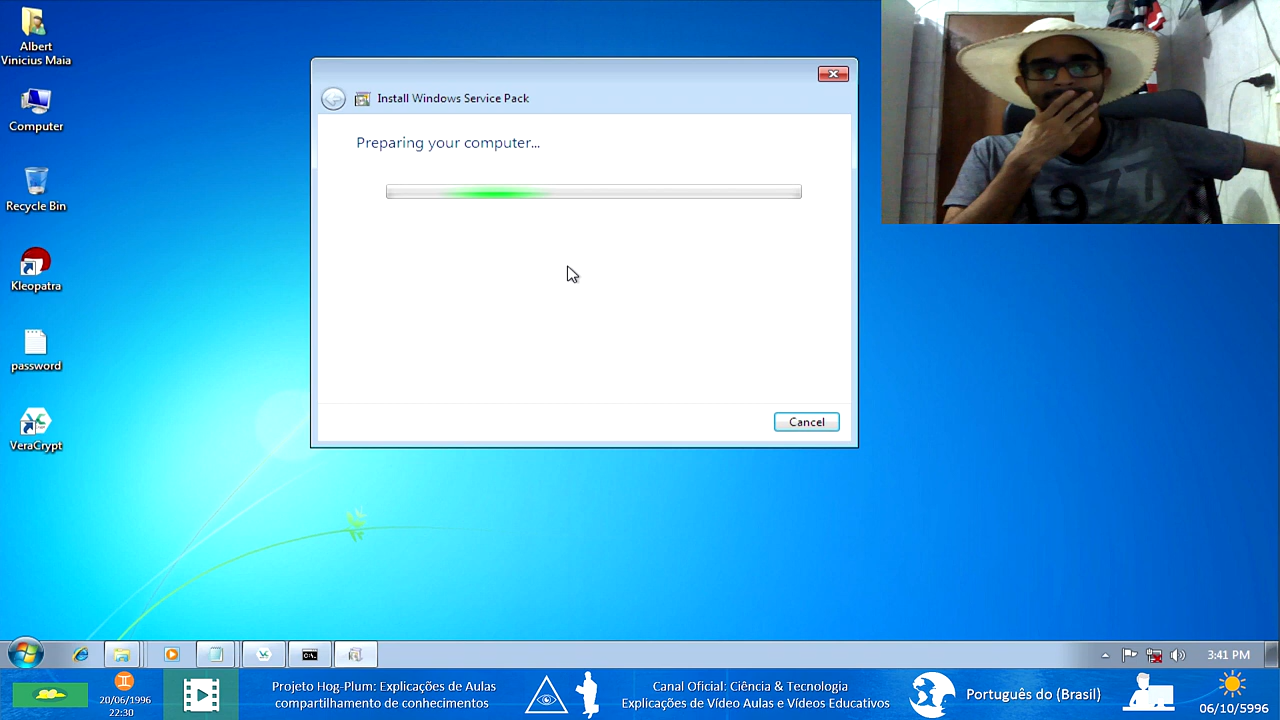 Albert
Vinicius Maia
Computer
Recycle Bin
Kleopatra
password
VeraCrypt
Install Windows Service Pack
Preparing your computer...
Cancel
1977
C:\.
3:41 PM
20/06/1996
22:30
Projeto Hog-Plum: Explicações de Aulas
compartilhamento de conhecimentos
Canal Oficial: Ciência & Tecnologia
Explicações de Vídeo Aulas e Vídeos Educativos
Português do (Brasil)
06/10/5996